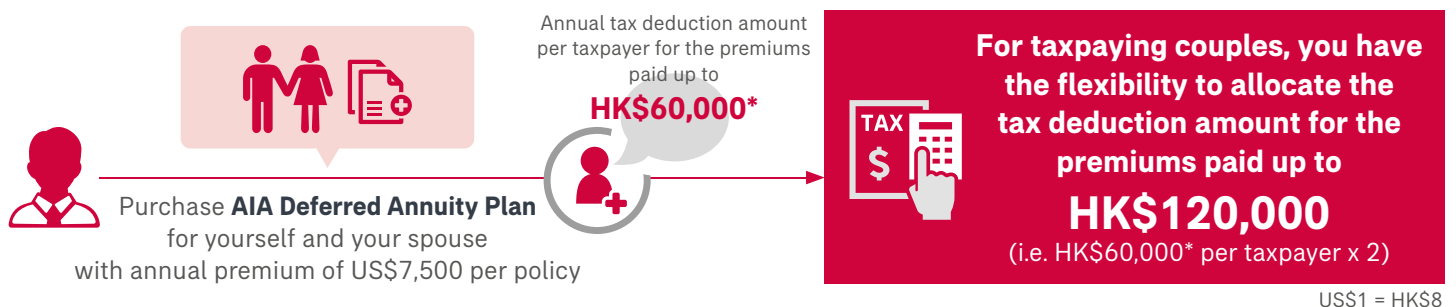 Annual tax deduction amount
per taxpayer for the premiums
paid up to
HK$60,000*
Purchase AIA Deferred Annuity Plan
for yourself and your spouse
with annual premium of US$7,500 per policy
TAX
$
For taxpaying couples, you have
the flexibility to allocate the
tax deduction amount for the
premiums paid up to
HK$120,000
(i.e. HK$60,000* per taxpayer x 2)
US$1 = HK$8